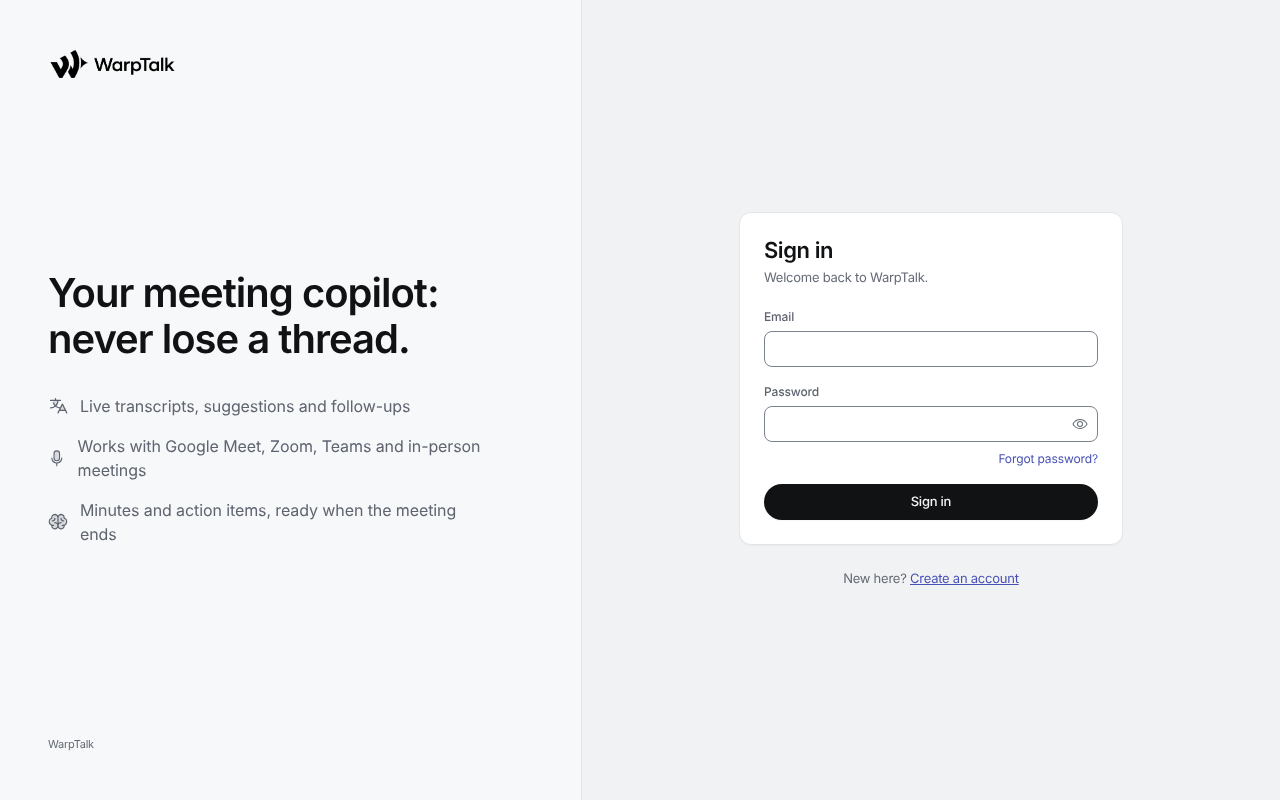 WarpTalk
Your meeting copilot:
never lose a thread.
Live transcripts, suggestions and follow-ups
Works with Google Meet, Zoom, Teams and in-person
meetings
Minutes and action items, ready when the meeting
ends
WarpTalk
Sign in
Welcome back to WarpTalk.
Email
Password
Forgot password?
Sign in
New here? Create an account